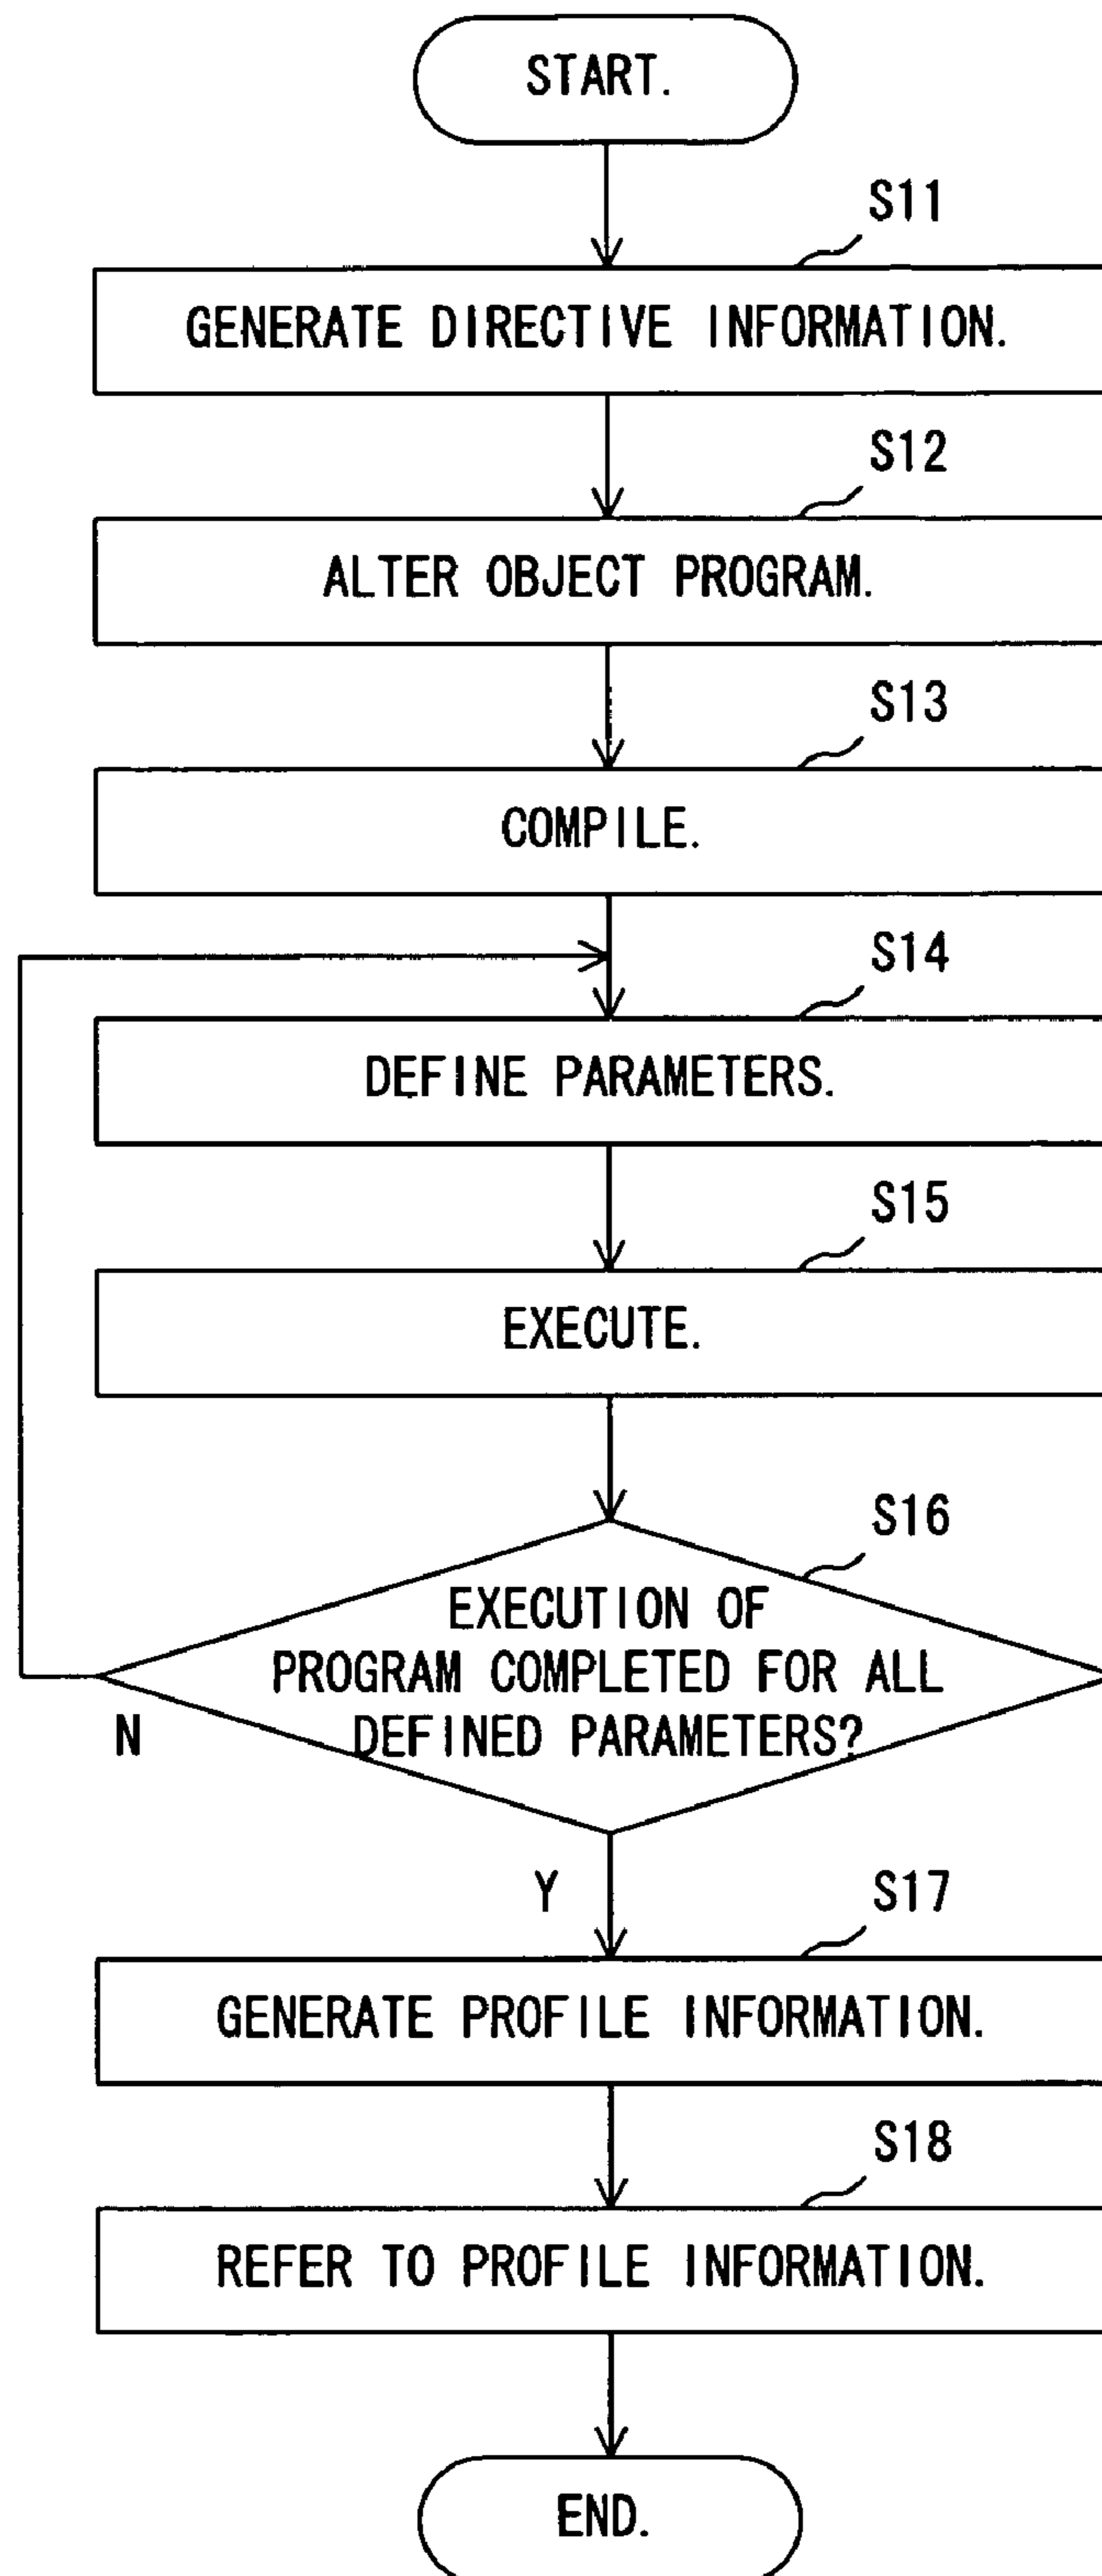 START.
S11
GENERATE DIRECTIVE INFORMATION.
S12
ALTER OBJECT PROGRAM.
S13
COMPILE.
S14
DEFINE PARAMETERS.
S15
EXECUTE.
S16
EXECUTION OF
PROGRAM COMPLETED FOR ALL
DEFINED PARAMETERS?
N
Y
S17
GENERATE PROFILE INFORMATION.
S18
REFER TO PROFILE INFORMATION.
END.